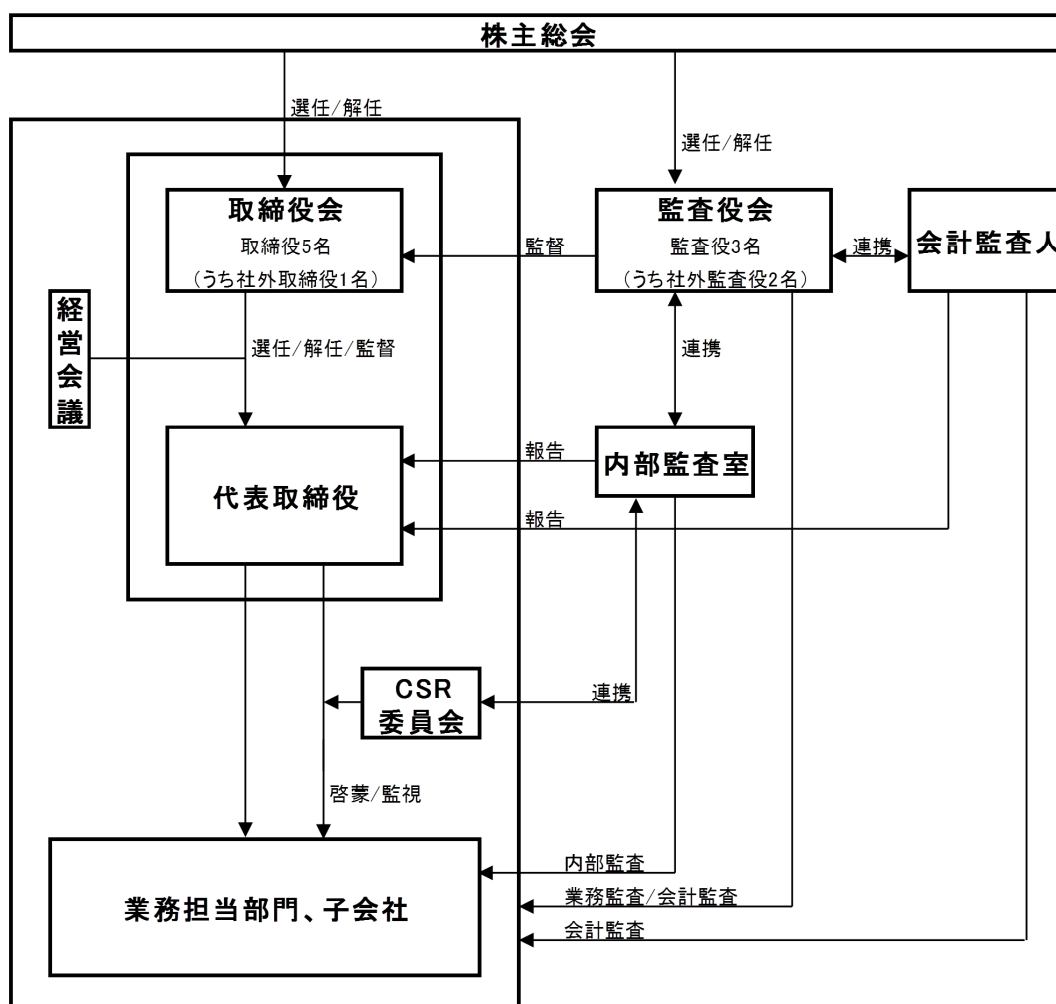 株主総会
選任/解任
選任/解任
取締役会
取締役5名
(うち社外取締役1名)
監督
監査役会
監査役3名
(うち社外監査役2名)
連携
会計監査人
経営会議
選任/解任/監督
連携
代表取締役
報告
内部監査室
報告
CSR
委員会
連携
啓蒙/監視
業務担当部門、子会社
内部監査
業務監査/会計監査
会計監査